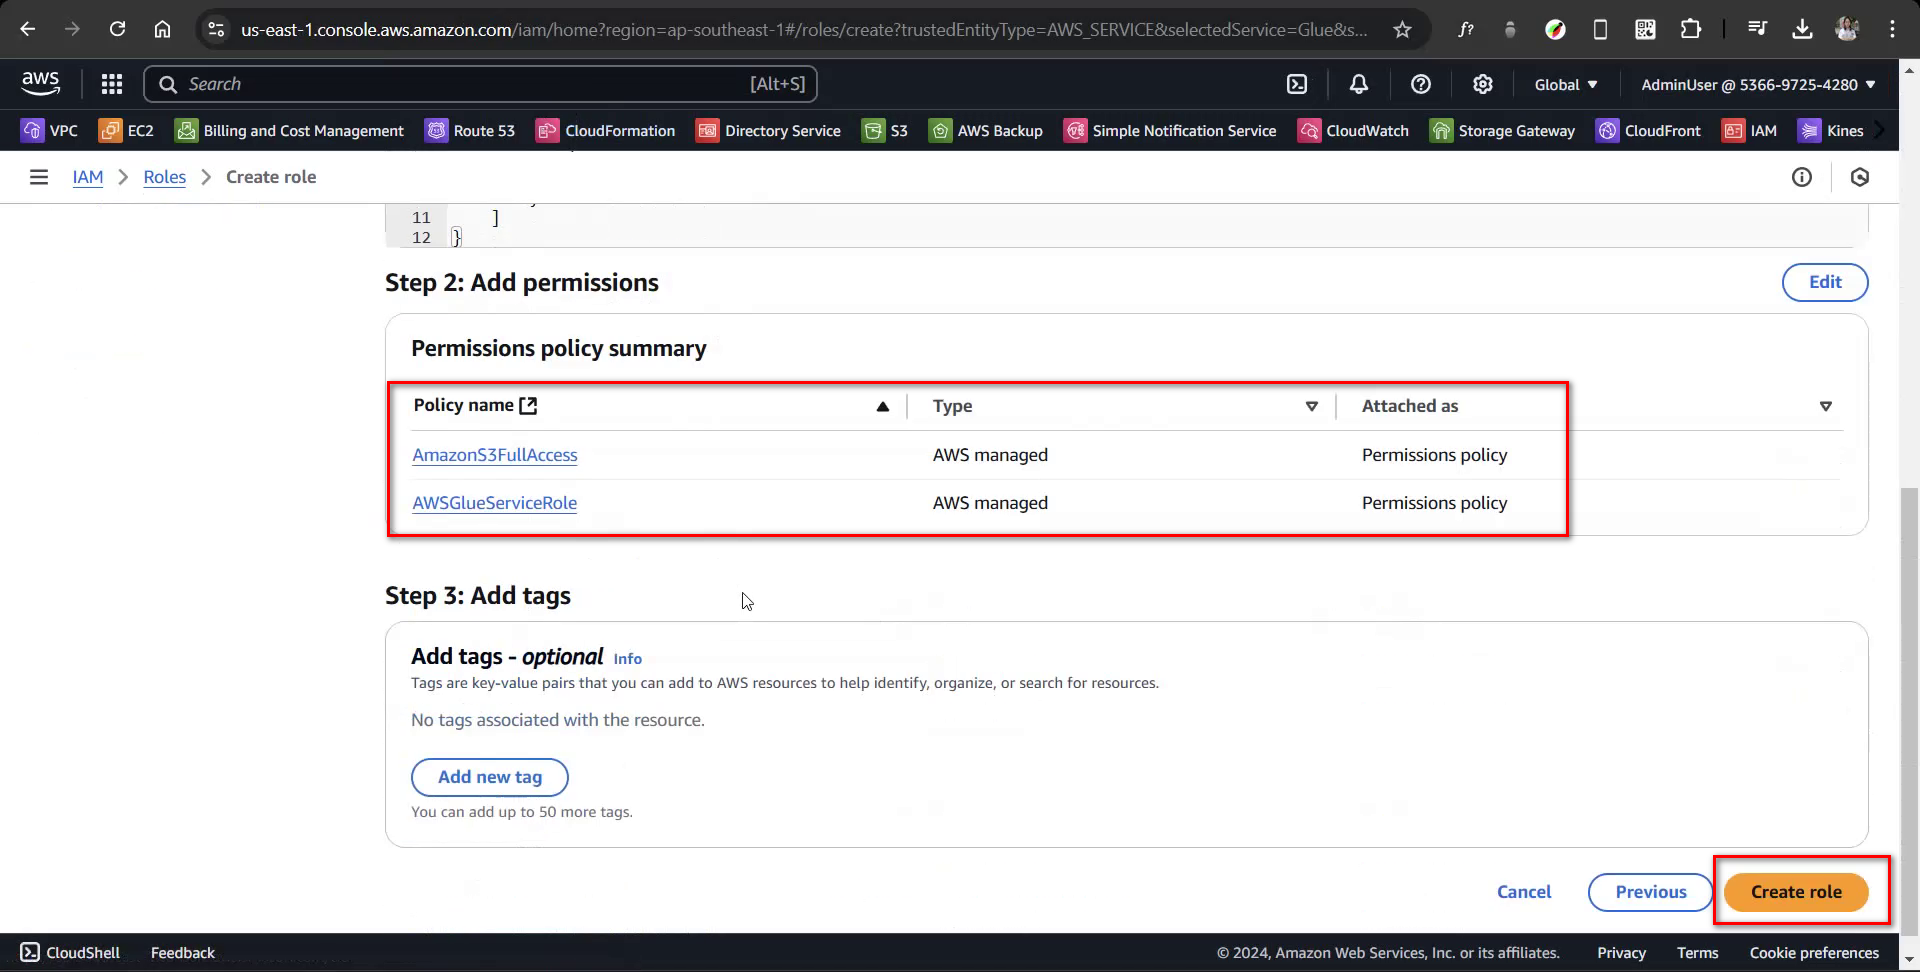 us-east-1.console.aws.amazon.com/iam/home?region=ap-southeast-1#/roles/create?trustedEntityType=AWS_SERVICE&selectedService=Glue&s...
aws Search [Alt+S] Global AdminUser @ 5366-9725-4280
VPC EC2 Billing and Cost Management Route 53 CloudFormation Directory Service S3 AWS Backup Simple Notification Service CloudWatch Storage Gateway CloudFront IAM Kines
IAM Roles Create role
11 ]
12 }
Step 2: Add permissions Edit
Permissions policy summary
Policy name Type Attached as
AmazonS3FullAccess AWS managed Permissions policy
AWSGlueServiceRole AWS managed Permissions policy
Step 3: Add tags
Add tags - optional Info
Tags are key-value pairs that you can add to AWS resources to help identify, organize, or search for resources.
No tags associated with the resource.
Add new tag
You can add up to 50 more tags.
Cancel Previous Create role
CloudShell Feedback © 2024, Amazon Web Services, Inc. or its affiliates. Privacy Terms Cookie preferences